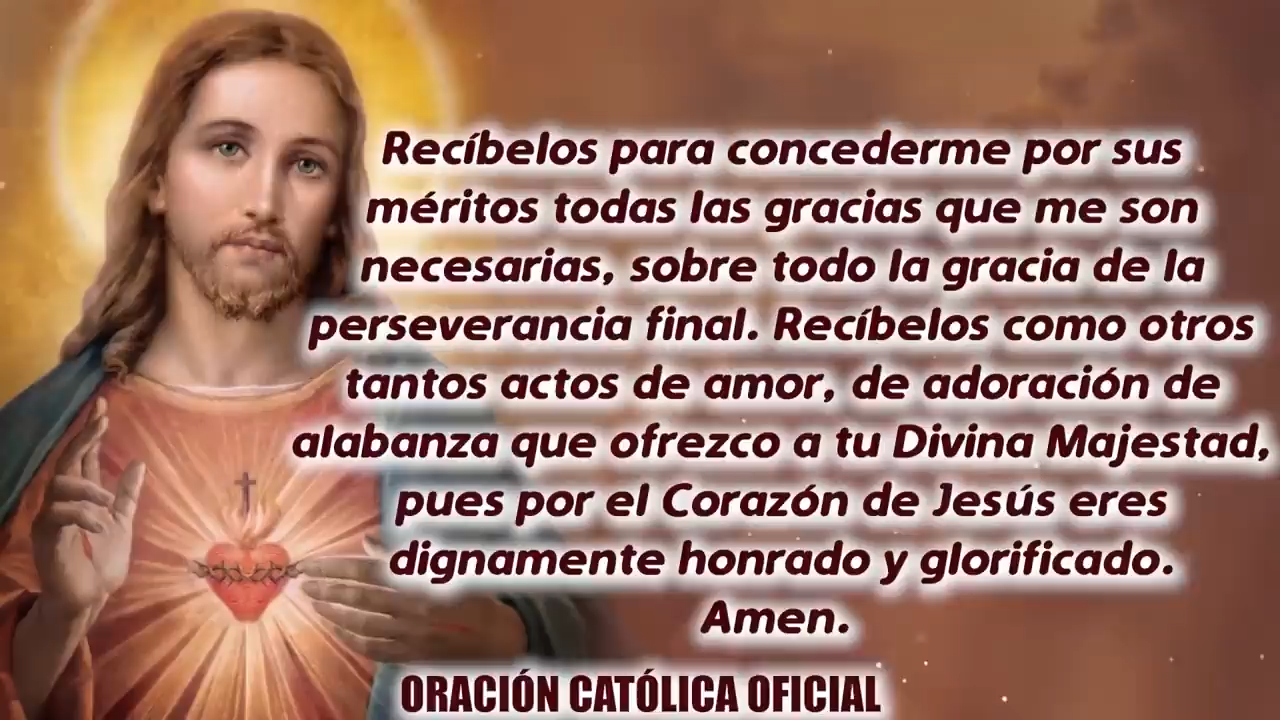 Recíbelos para concederme por sus
méritos todas las gracias que me son
necesarias, sobre todo la gracia de la
perseverancia final. Recíbelos como otros
tantos actos de amor, de adoración de
alabanza que ofrezco a tu Divina Majestad,
pues por el Corazón de Jesús eres
dignamente honrado y glorificado.
Amen.
ORACIÓN CATÓLICA OFICIAL